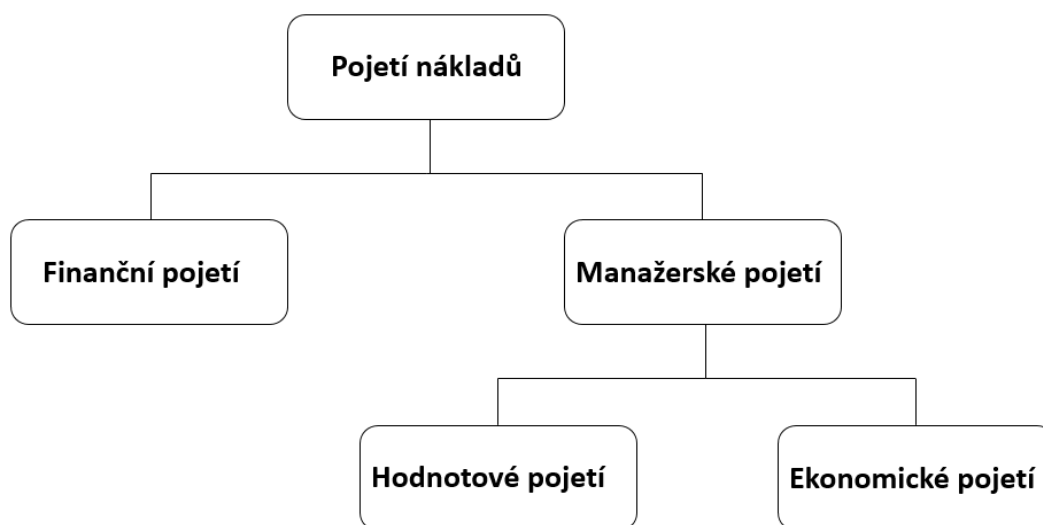 Pojetí nákladů
Finanční pojetí
Manažerské pojetí
Hodnotové pojetí
Ekonomické pojetí